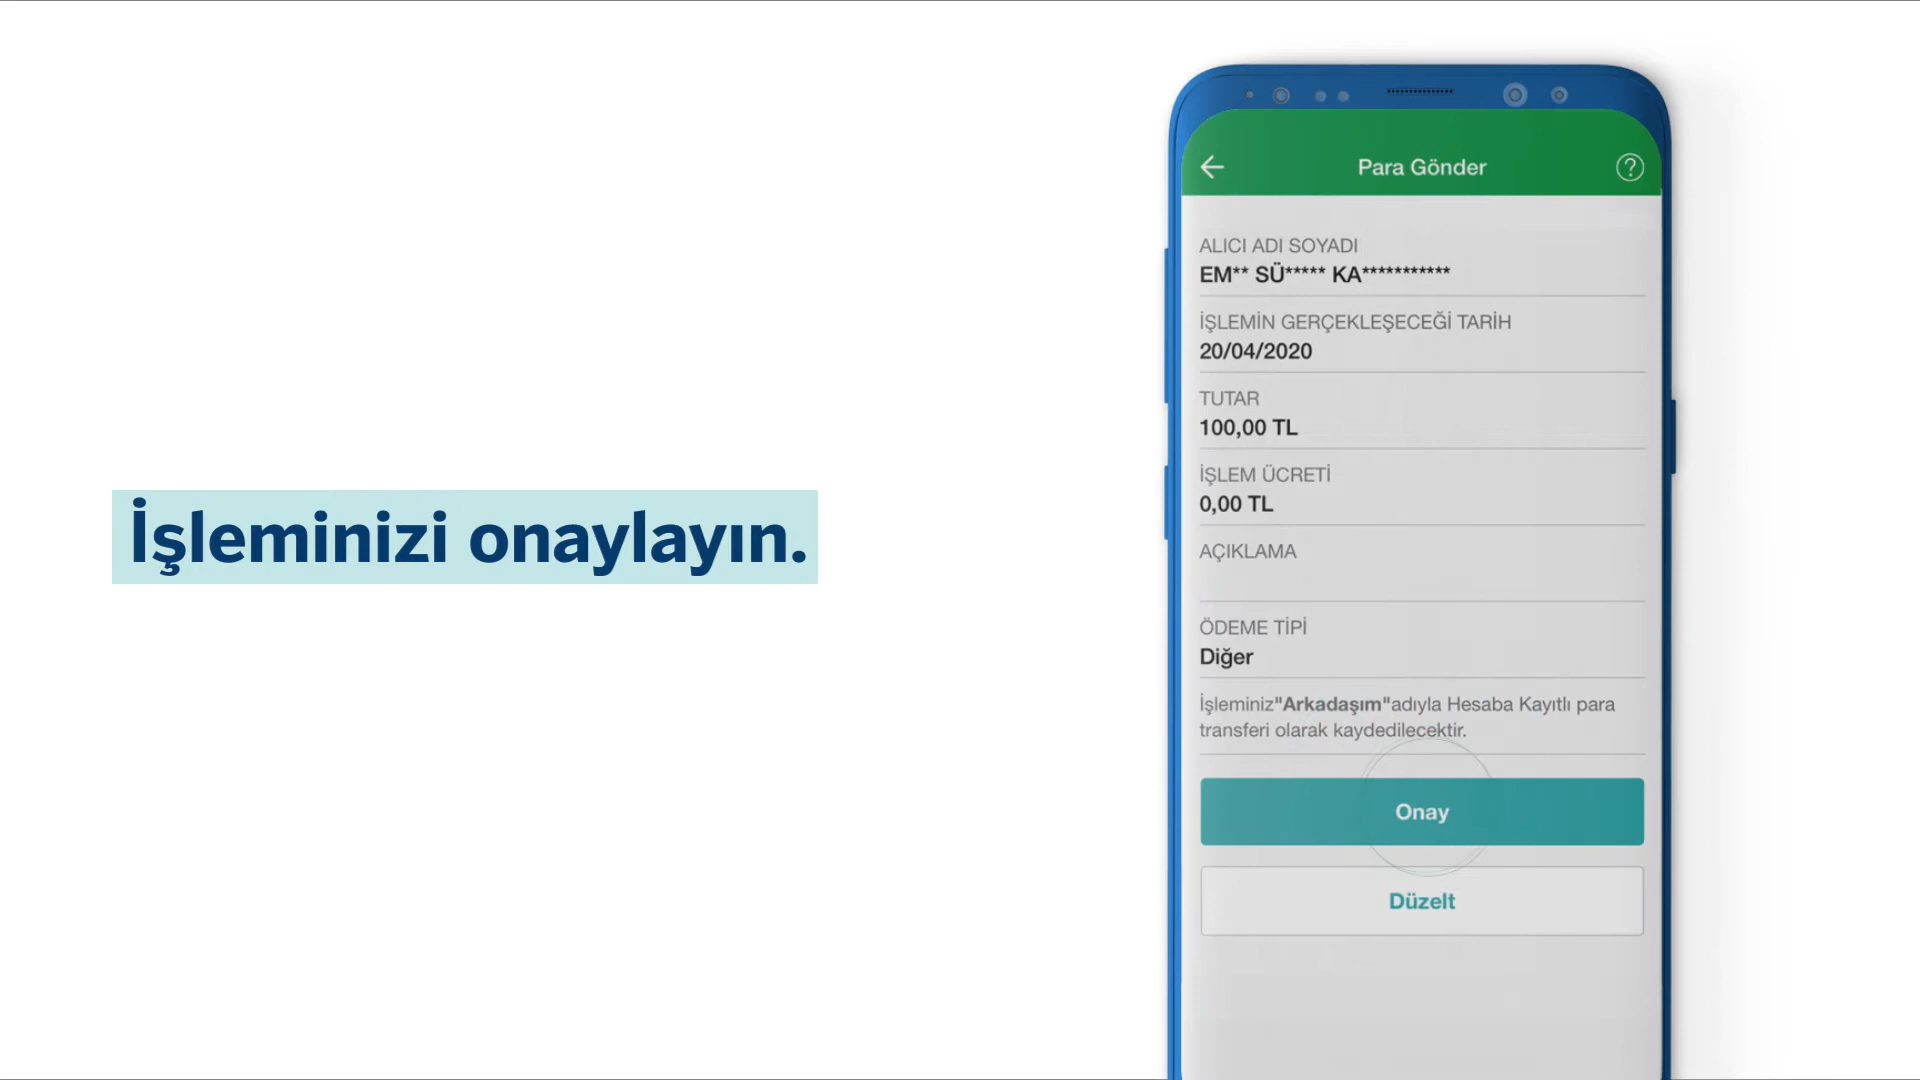 İşleminizi onaylayın.
Para Gönder
ALICI ADI SOYADI
EM** SÜ***** KA***********
İŞLEMİN GERÇEKLEŞECEĞİ TARİH
20/04/2020
TUTAR
100,00 TL
İŞLEM ÜCRETİ
0,00 TL
AÇIKLAMA
ÖDEME TİPİ
Diğer
İşleminiz"Arkadaşım"adıyla Hesaba Kayıtlı para
transferi olarak kaydedilecektir.
Onay
Düzelt